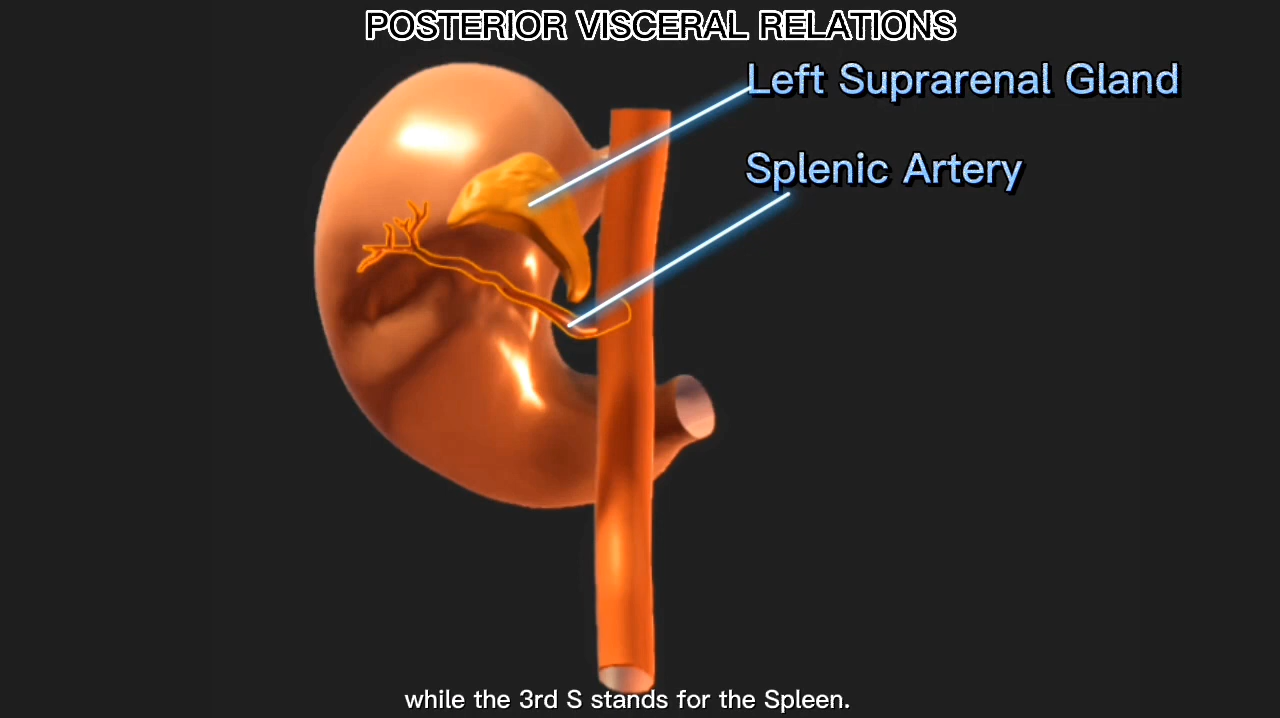 POSTERIOR VISCERAL RELATIONS
Left Suprarenal Gland
Splenic Artery
while the 3rd S stands for the Spleen.